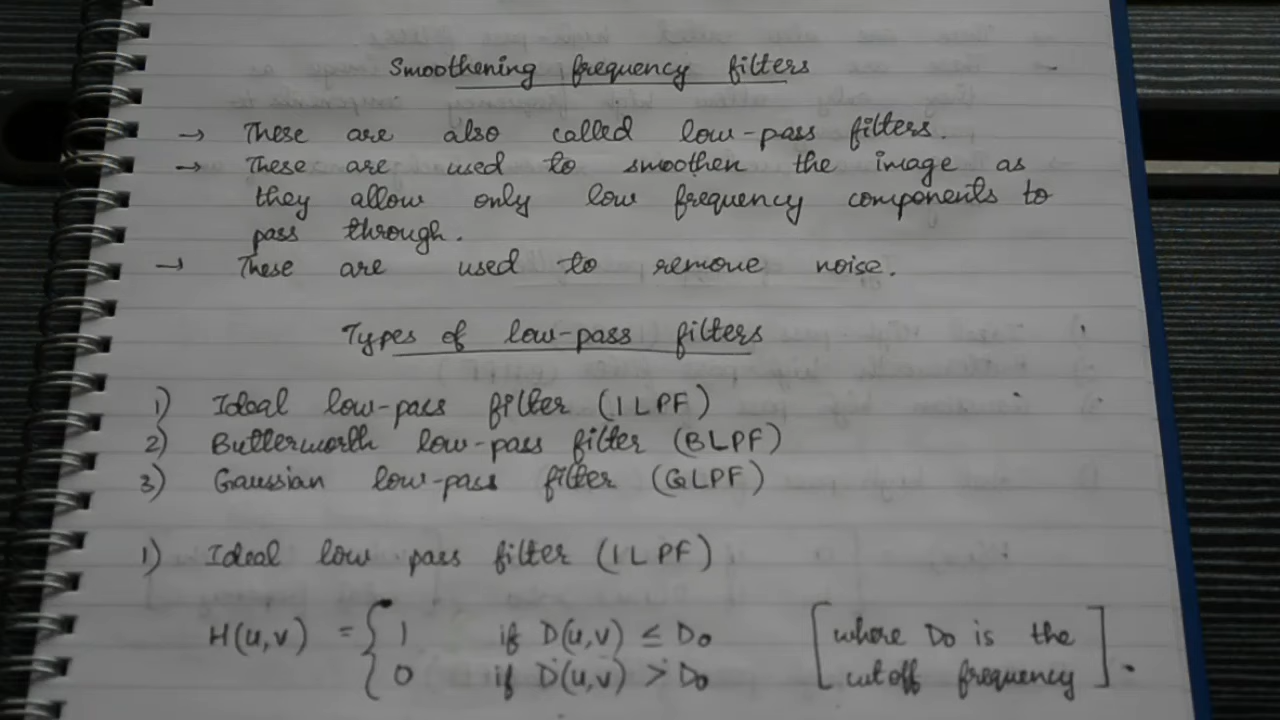 Smoothening frequency filters
→ These are also called low-pass filters.
→ These are used to smoothen the image as
they allow only low frequency components to
pass through.
→ These are used to remove noise.
Types of low-pass filters
1) Ideal low-pass filter (ILPF)
2) Butterworth low-pass filter (BLPF)
3) Gaussian low-pass filter (GLPF)
1) Ideal low pass filter (ILPF)
H(u,v) = { 1 if D(u,v) ≤ D0 [where D0 is the
0 if D(u,v) > D0 cutoff frequency].